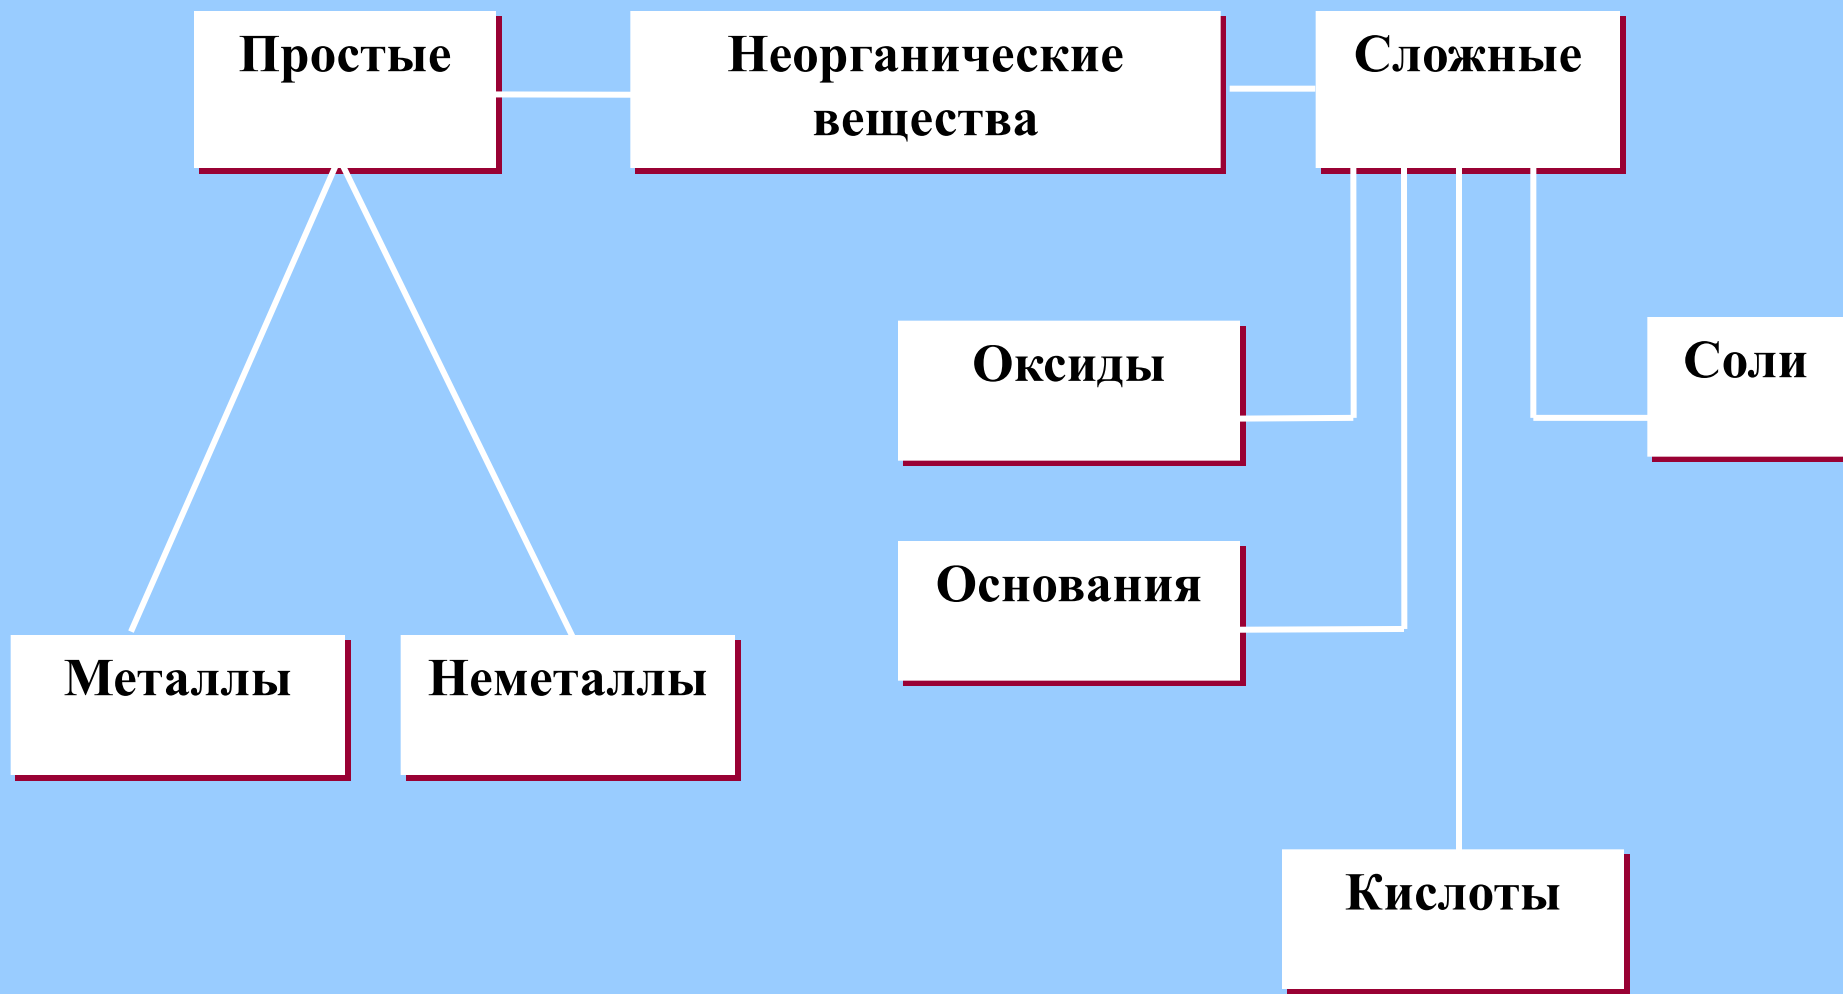 Простые
Неорганические
вещества
Сложные
Оксиды
Соли
Основания
Металлы
Неметаллы
Кислоты